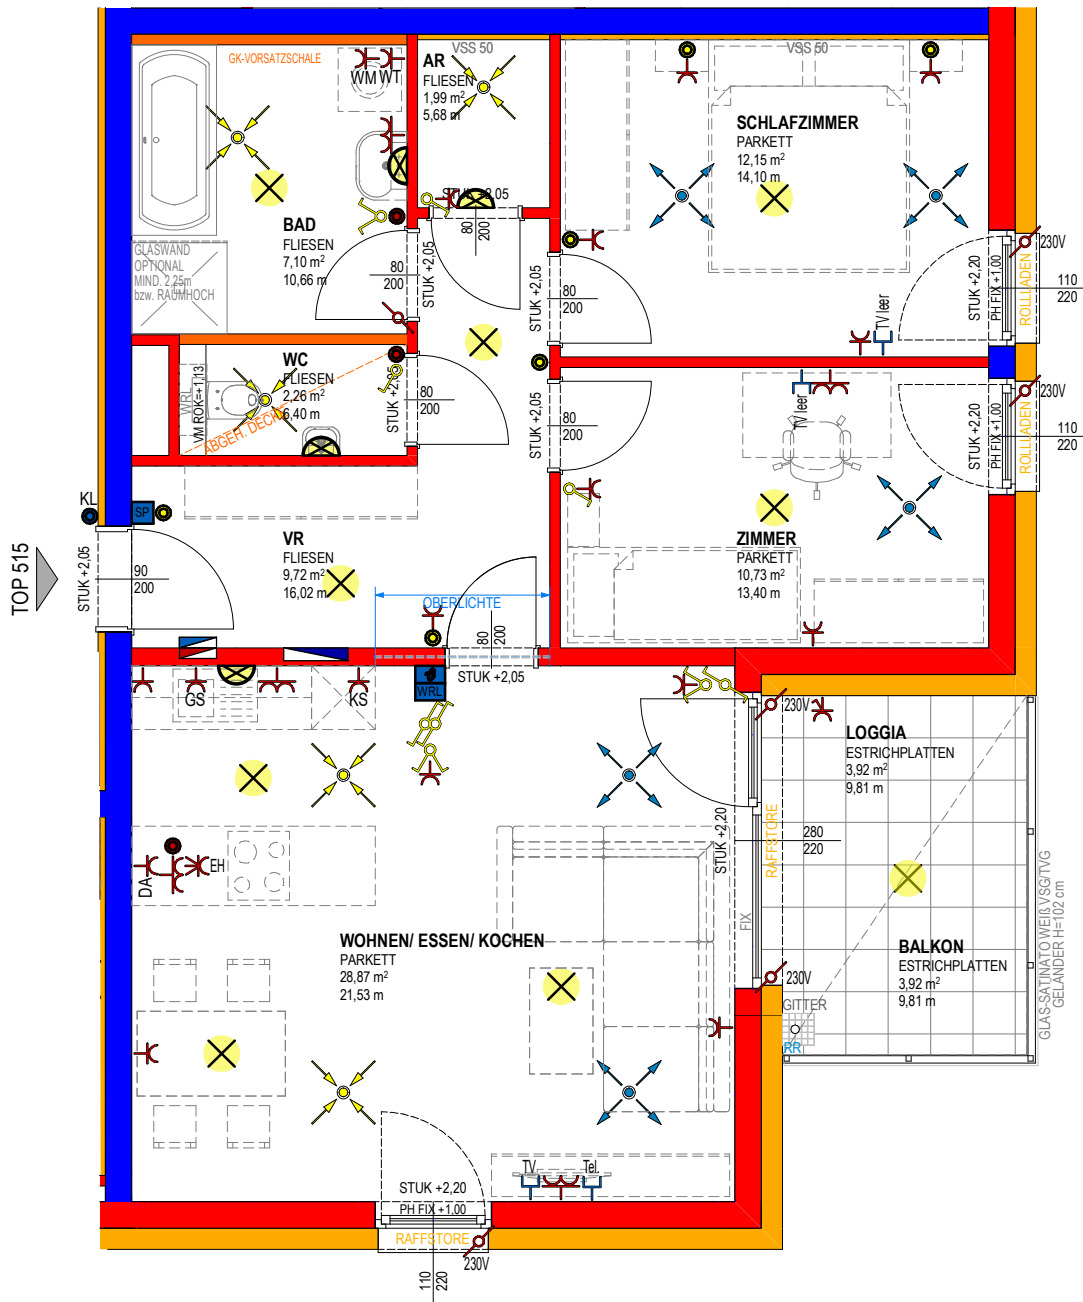 GK-VORSATZSCHALE
WM WT
AR
FLIESEN
1,99 m²
5,68 m
VSS 50
VSS 50
SCHLAFZIMMER
PARKETT
12,15 m²
14,10 m
BAD
FLIESEN
7,10 m²
10,66 m
GLASWAND
OPTIONAL
MIND. 2,25m
bzw. RAUMHOCH
STUK +2,05
80
200
80
200
STUK +2,05
STUK +2,05
80
200
TV leer
STUK +2,20
PH FIX +1,00
ROLLLADEN
230V
110
220
WC
FLIESEN
2,26 m²
6,40 m
WRL
VM ROK=+1,13
ABGEH. DECKE
STUK +2,05
80
200
STUK +2,05
80
200
TV leer
STUK +2,20
PH FIX +1,00
ROLLLADEN
230V
110
220
KL
SP
TOP 515
STUK +2,05
90
200
VR
FLIESEN
9,72 m²
16,02 m
OBERLICHTE
80
200
STUK +2,05
WRL
ZIMMER
PARKETT
10,73 m²
13,40 m
GS
KS
DA
EH
WOHNEN/ ESSEN/ KOCHEN
PARKETT
28,87 m²
21,53 m
230V
LOGGIA
ESTRICHPLATTEN
3,92 m²
9,81 m
STUK +2,20
RAFFSTORE
280
220
FIX
BALKON
ESTRICHPLATTEN
3,92 m²
9,81 m
230V
GITTER
RR
GLAS-SATINATO WEIß VSG/TVG
GELÄNDER H=102 cm
TV
Tel.
STUK +2,20
PH FIX +1,00
RAFFSTORE
230V
110
220